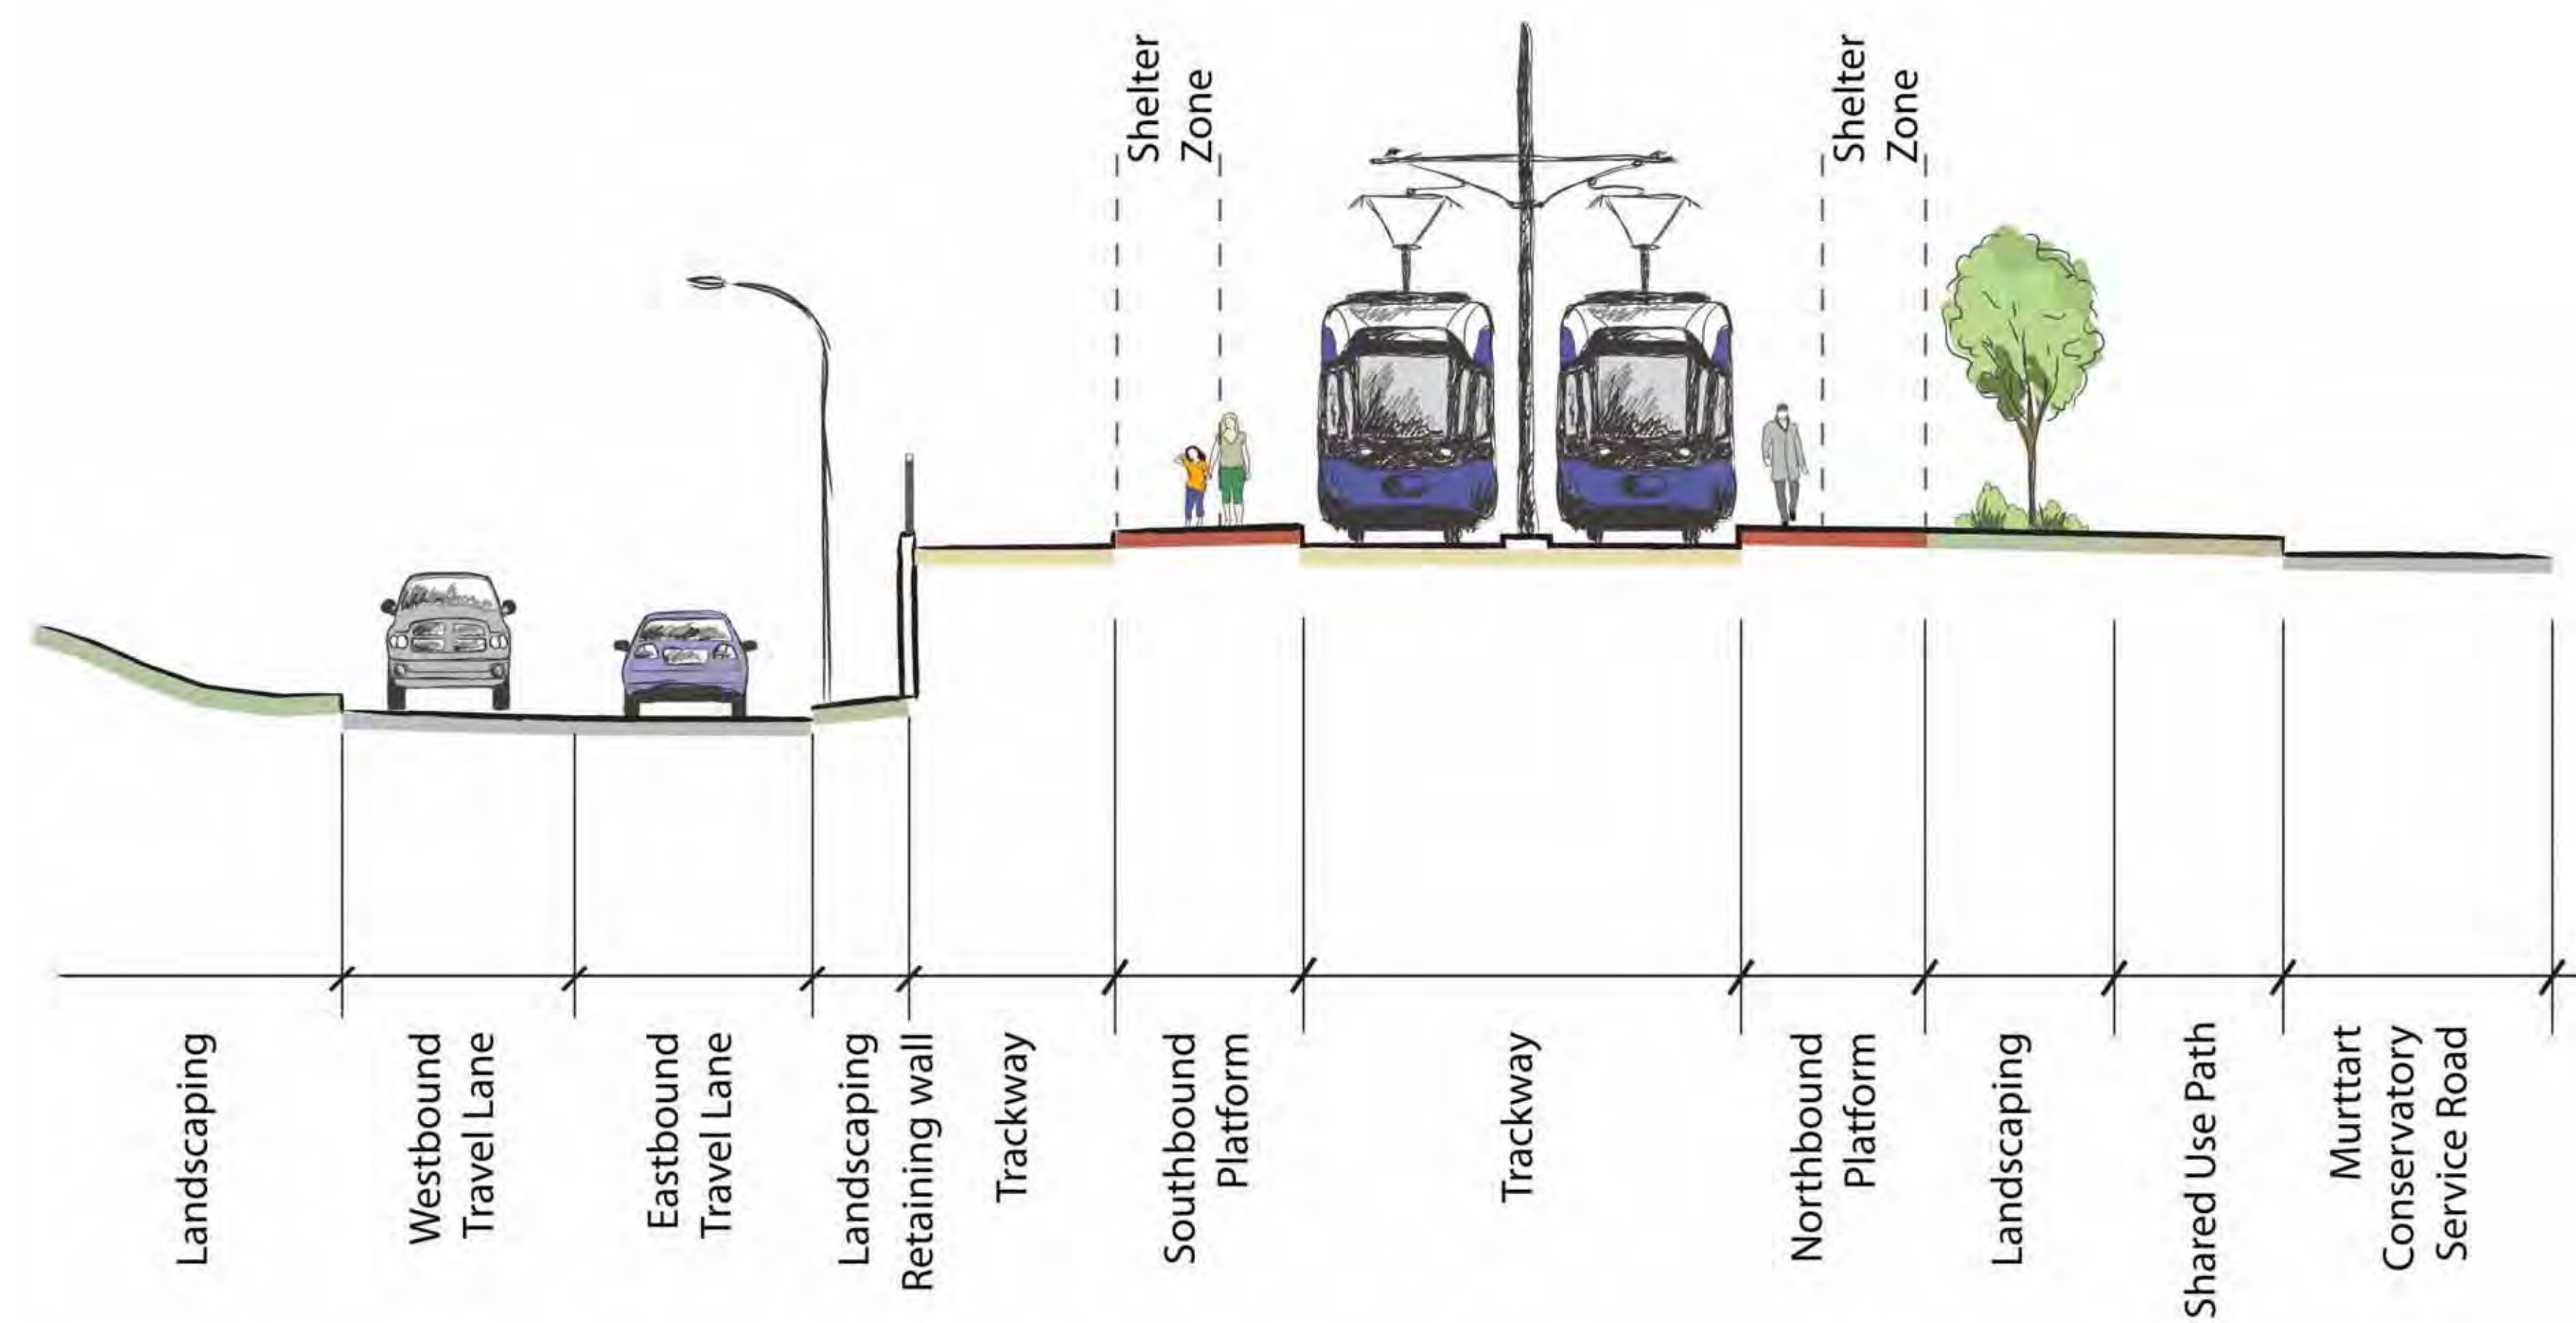 Shelter
Zone
Shelter
Zone
Landscaping
Westbound
Travel Lane
Eastbound
Travel Lane
Landscaping
Retaining wall
Trackway
Southbound
Platform
Trackway
Northbound
Platform
Landscaping
Shared Use Path
Murttart
Conservatory
Service Road